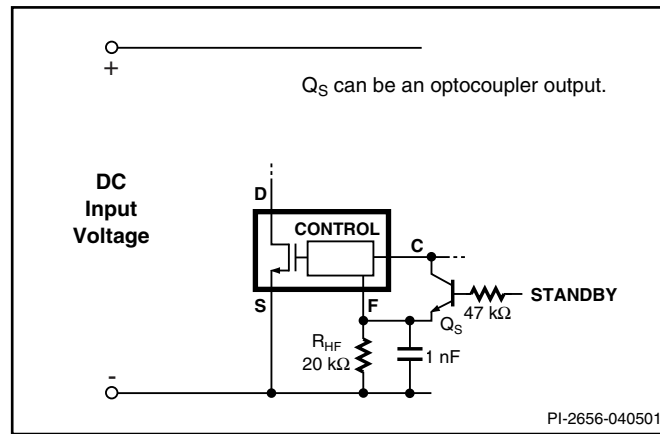 +
Q_S can be an optocoupler output.
DC
Input
Voltage
D
CONTROL
C
S
F
STANDBY
47 kΩ
Q_S
R_HF
20 kΩ
1 nF
-
PI-2656-040501